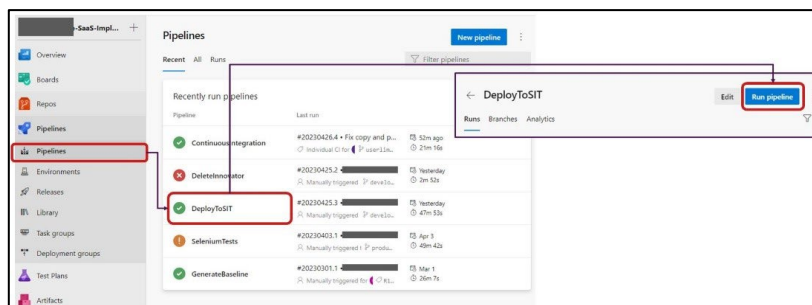 -SaaS-Impl... +
Overview
Boards
Repos
Pipelines
Pipelines
Environments
Releases
Library
Task groups
Deployment groups
Test Plans
Artifacts
Pipelines
New pipeline
Recent All Runs
Filter pipelines
Recently run pipelines
Pipeline Last run
ContinuousIntegration
#20230426.4 • Fix copy and p...
Individual CI for userlim...
52m ago
21m 16s
DeleteInnovator
#20230425.2 •
Manually triggered develo...
Yesterday
2m 52s
DeployToSIT
#20230425.3 •
Manually triggered develo...
Yesterday
47m 53s
SeleniumTests
#20230403.1 •
Manually triggered f produ...
Apr 3
49m 42s
GenerateBaseline
#20230301.1 •
Manually triggered for
Mar 1
26m 7s
← DeployToSIT
Edit Run pipeline
Runs Branches Analytics